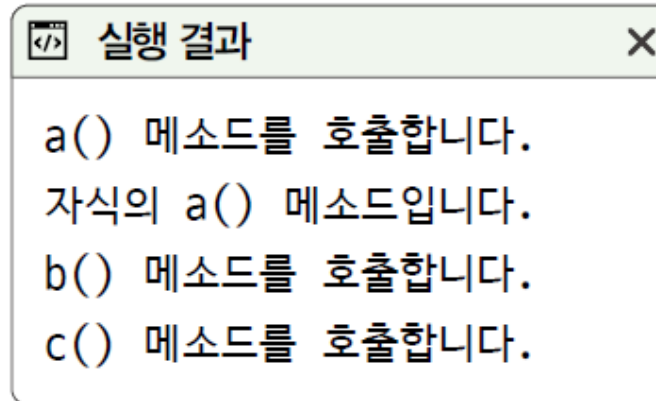 실행 결과
a() 메소드를 호출합니다.
자식의 a() 메소드입니다.
b() 메소드를 호출합니다.
c() 메소드를 호출합니다.